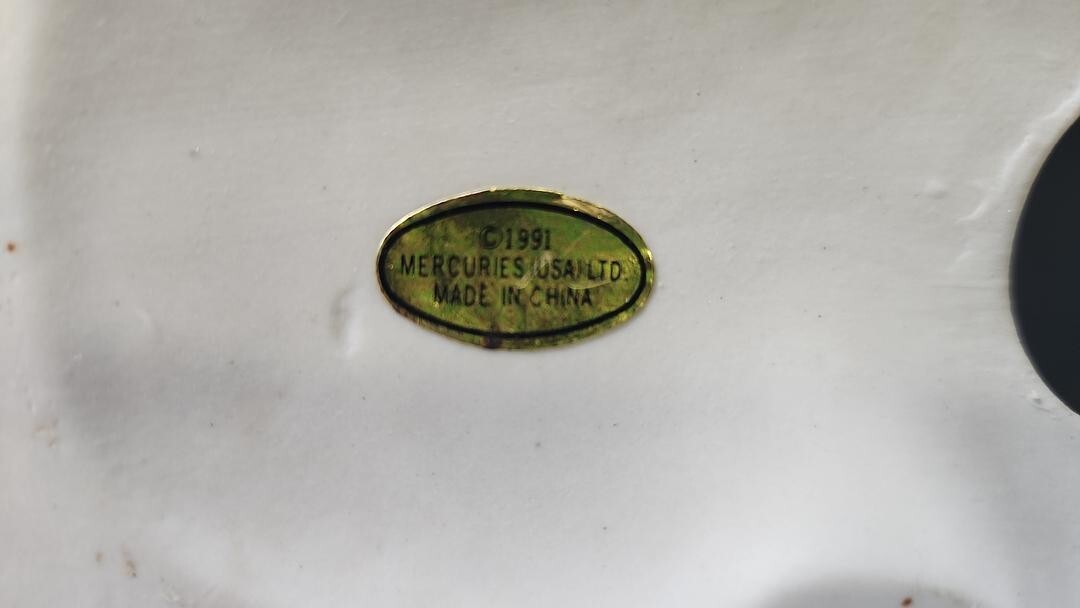 ©1991
MERCURIES (USA) LTD.
MADE IN CHINA